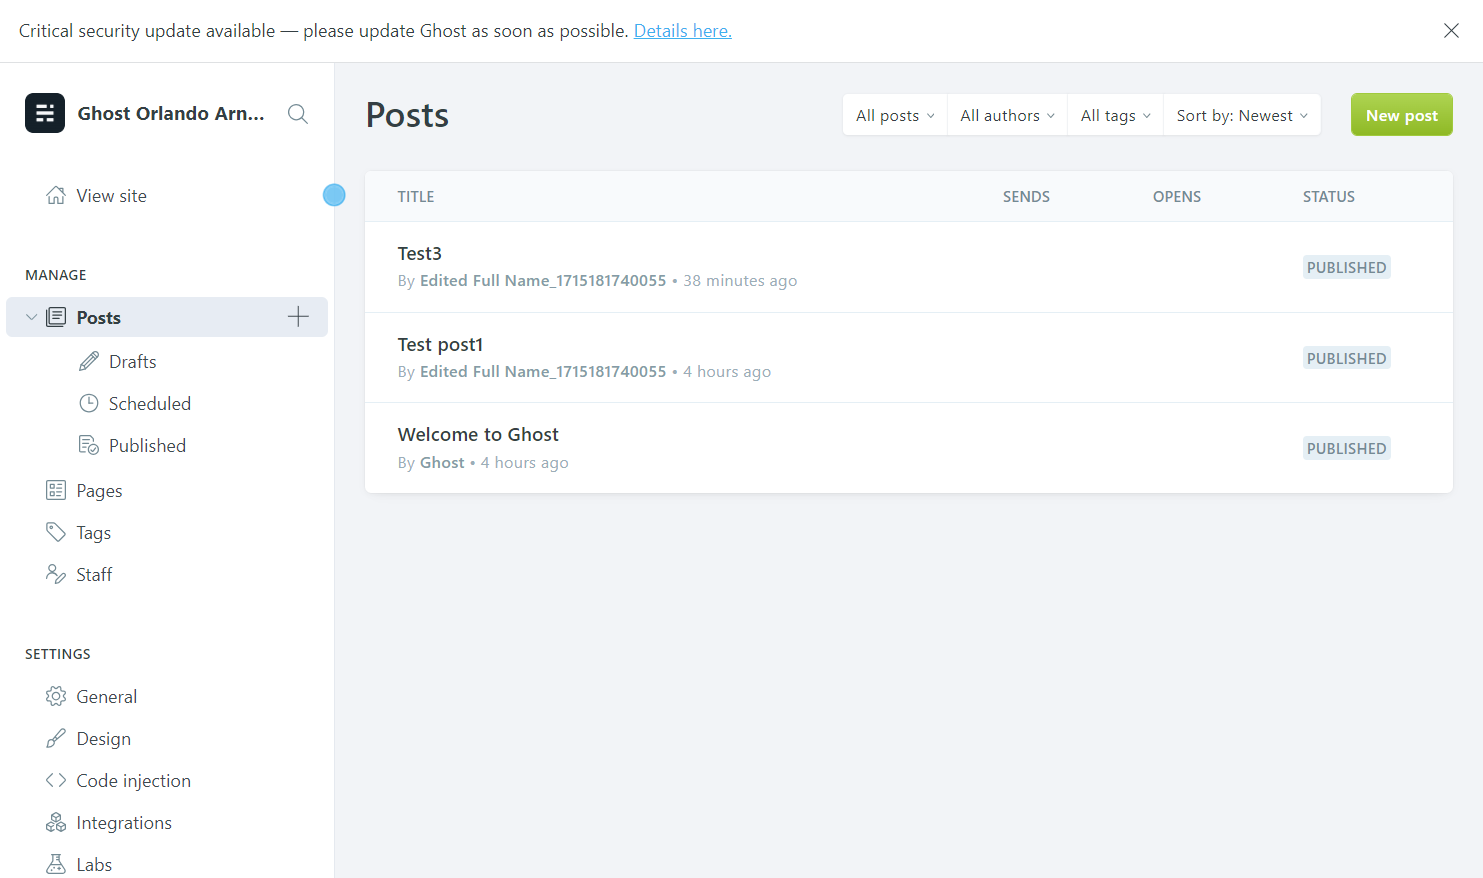 Critical security update available — please update Ghost as soon as possible. Details here.
Ghost Orlando Arn...
View site
MANAGE
Posts
Drafts
Scheduled
Published
Pages
Tags
Staff
SETTINGS
General
Design
Code injection
Integrations
Labs
Posts
All posts
All authors
All tags
Sort by: Newest
New post
TITLE SENDS OPENS STATUS
Test3
By Edited Full Name_1715181740055 • 38 minutes ago
PUBLISHED
Test post1
By Edited Full Name_1715181740055 • 4 hours ago
PUBLISHED
Welcome to Ghost
By Ghost • 4 hours ago
PUBLISHED